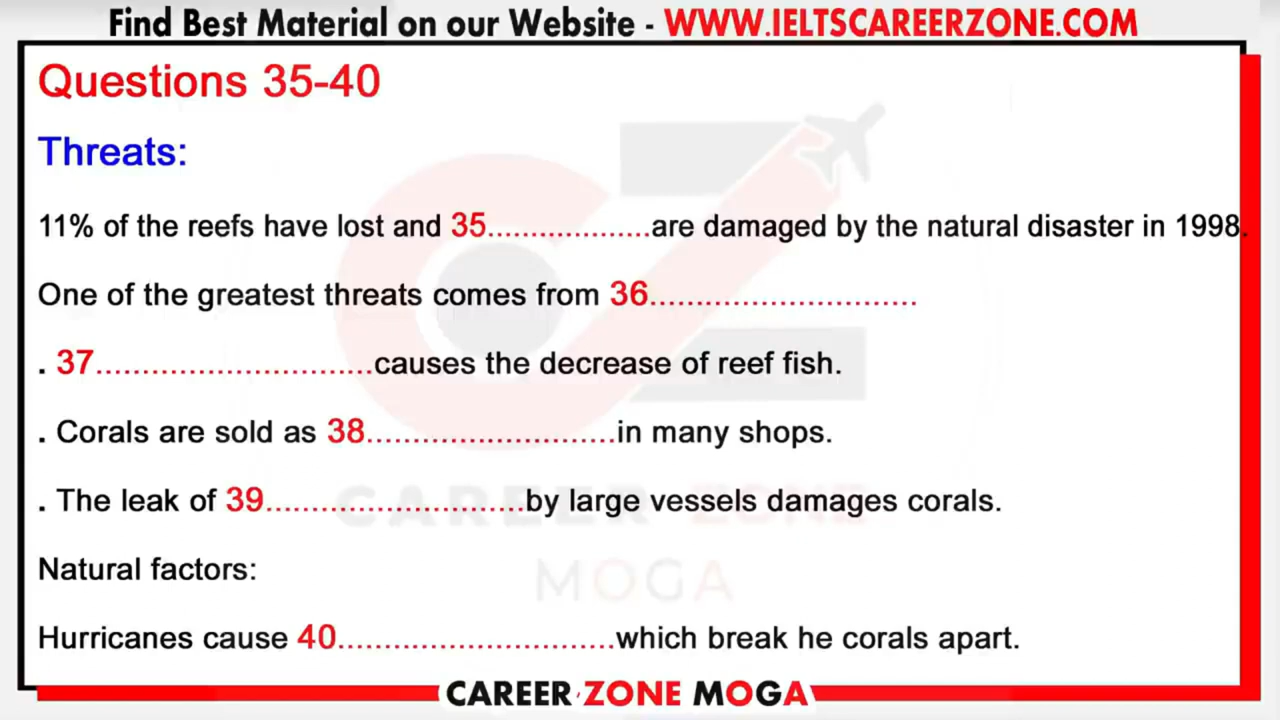 Find Best Material on our Website - WWW.IELTSCAREERZONE.COM
Questions 35-40
Threats:
11% of the reefs have lost and 35..................are damaged by the natural disaster in 1998.
One of the greatest threats comes from 36.............................
. 37..............................causes the decrease of reef fish.
. Corals are sold as 38...........................in many shops.
. The leak of 39............................by large vessels damages corals.
CAREER ZONE
Natural factors:
MOGA
Hurricanes cause 40..............................which break he corals apart.
CAREER ZONE MOGA